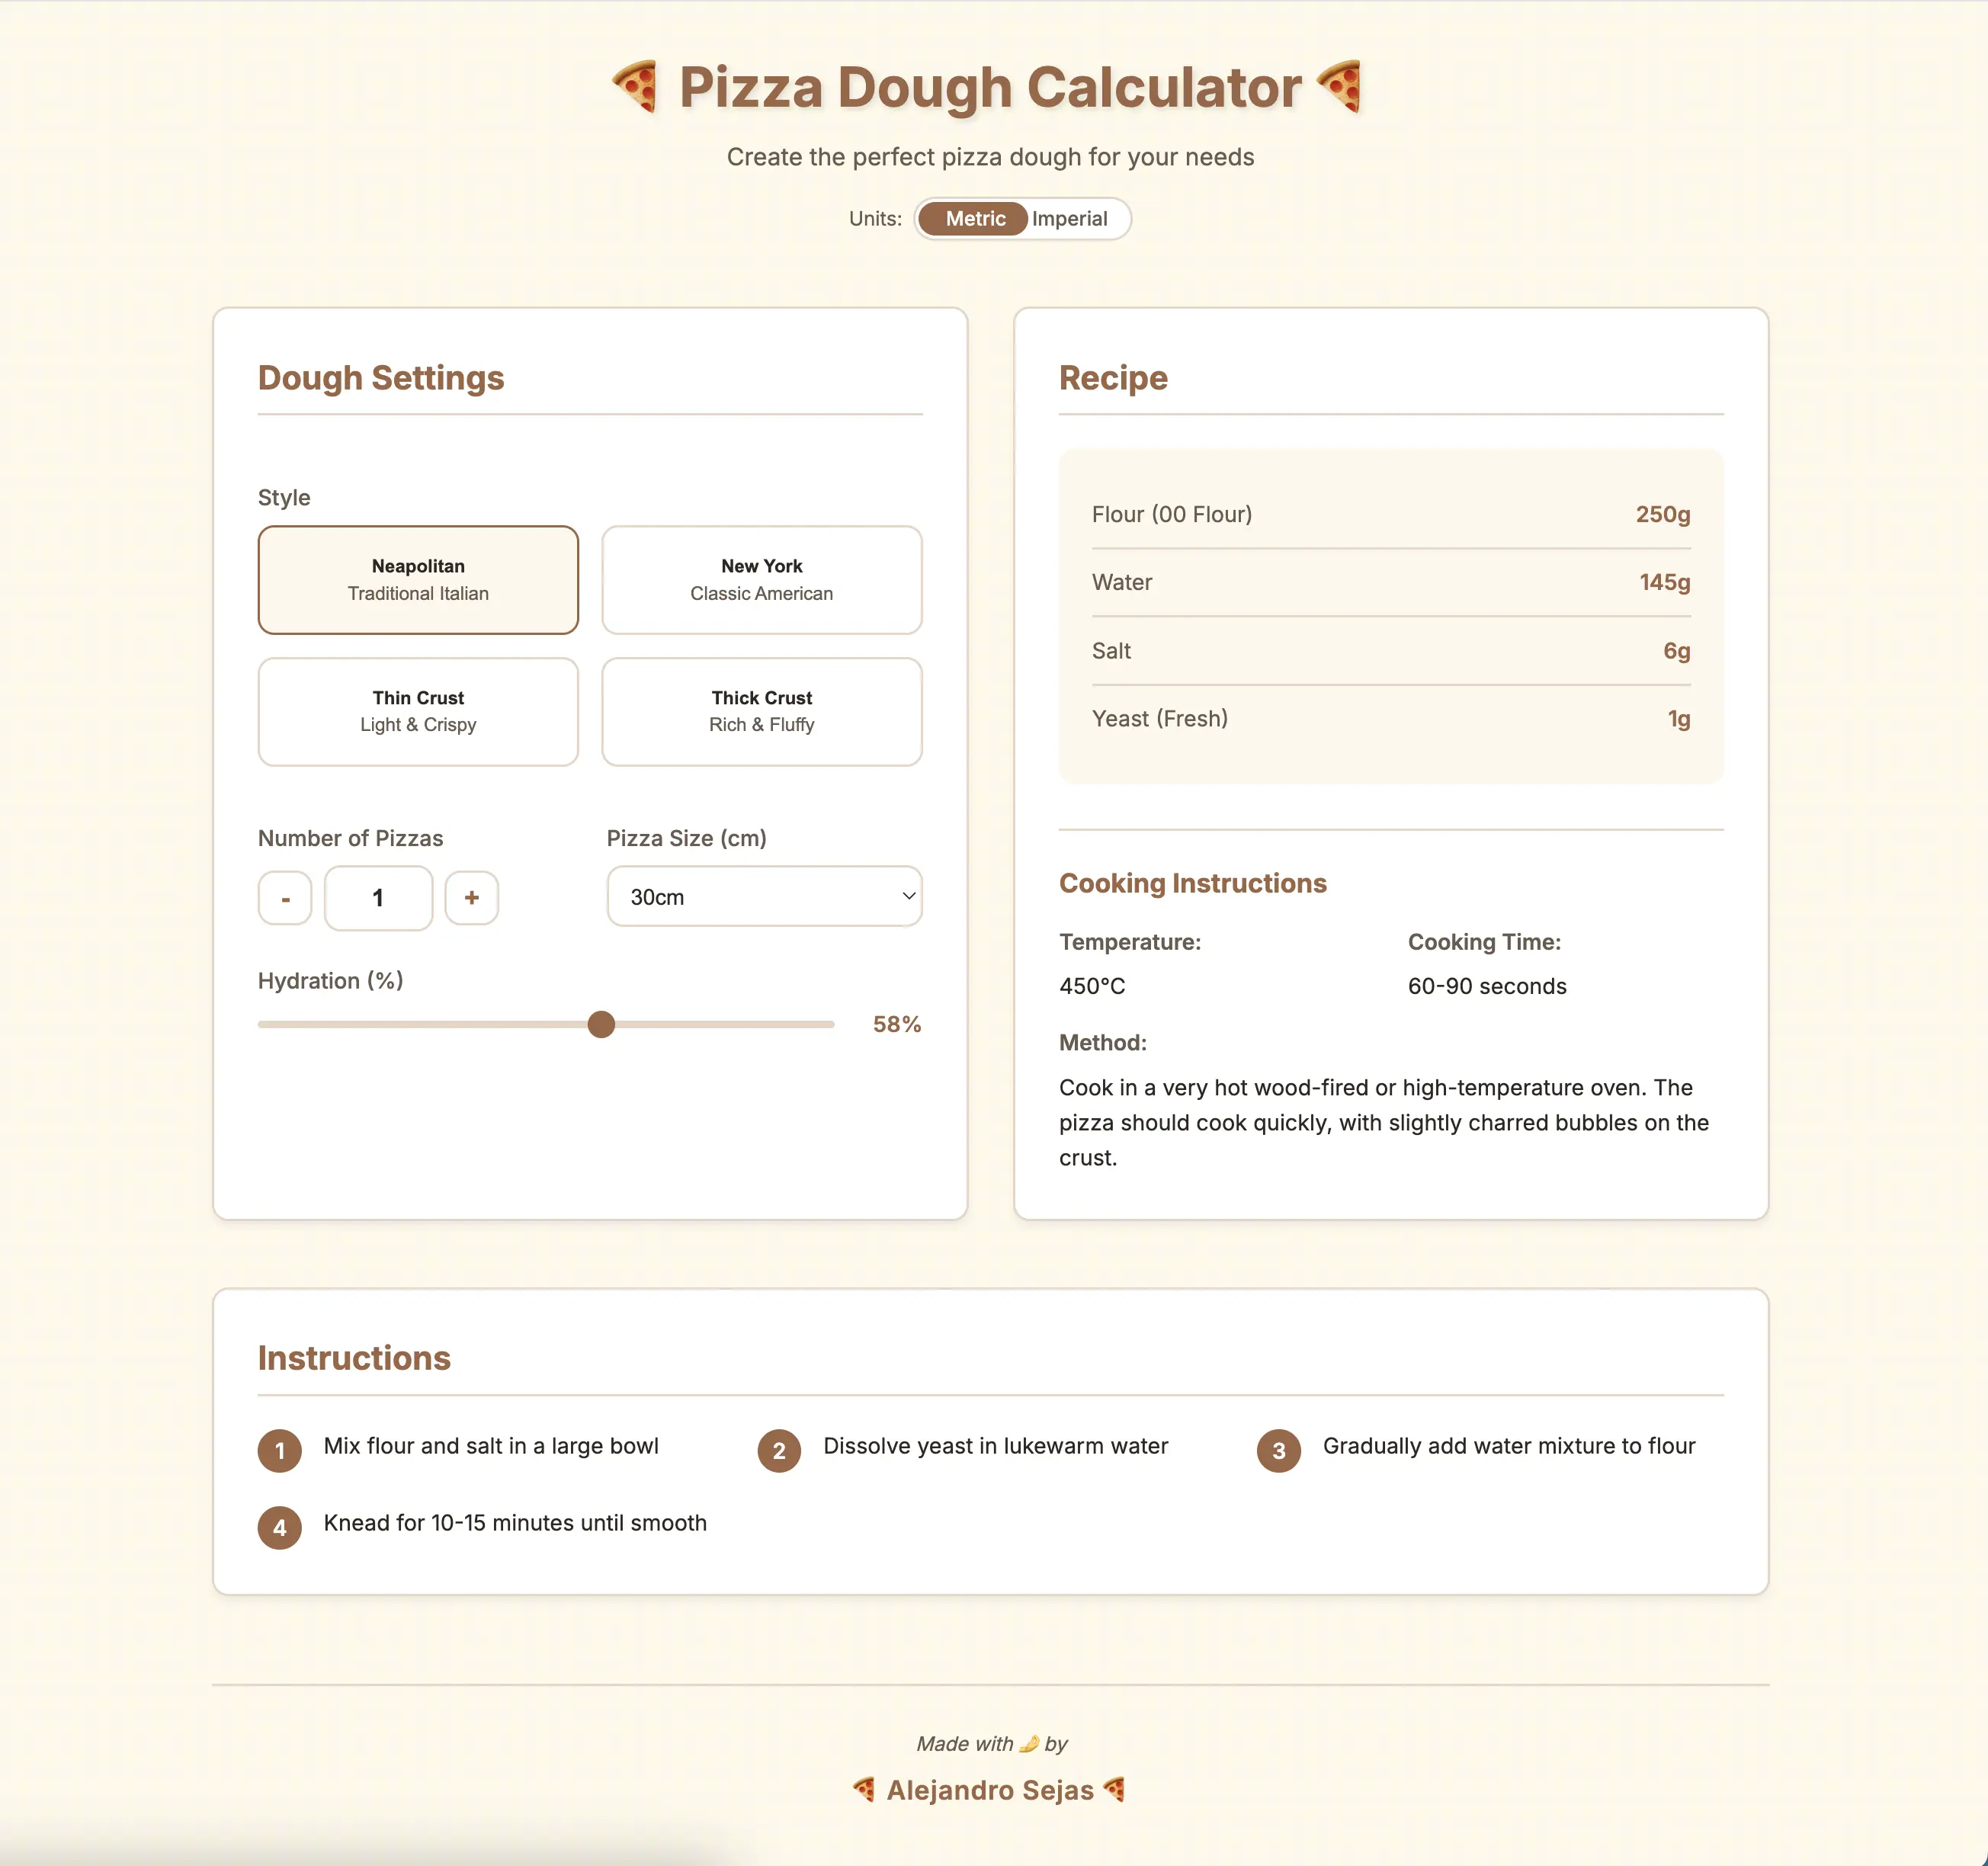 🍕 Pizza Dough Calculator 🍕
Create the perfect pizza dough for your needs
Units: Metric Imperial
Dough Settings
Style
Neapolitan
Traditional Italian
New York
Classic American
Thin Crust
Light & Crispy
Thick Crust
Rich & Fluffy
Number of Pizzas
- 1 +
Pizza Size (cm)
30cm
Hydration (%)
58%
Recipe
Flour (00 Flour) 250g
Water 145g
Salt 6g
Yeast (Fresh) 1g
Cooking Instructions
Temperature:
450°C
Cooking Time:
60-90 seconds
Method:
Cook in a very hot wood-fired or high-temperature oven. The
pizza should cook quickly, with slightly charred bubbles on the
crust.
Instructions
1 Mix flour and salt in a large bowl
2 Dissolve yeast in lukewarm water
3 Gradually add water mixture to flour
4 Knead for 10-15 minutes until smooth
Made with 🫓 by
🍕 Alejandro Sejas 🍕